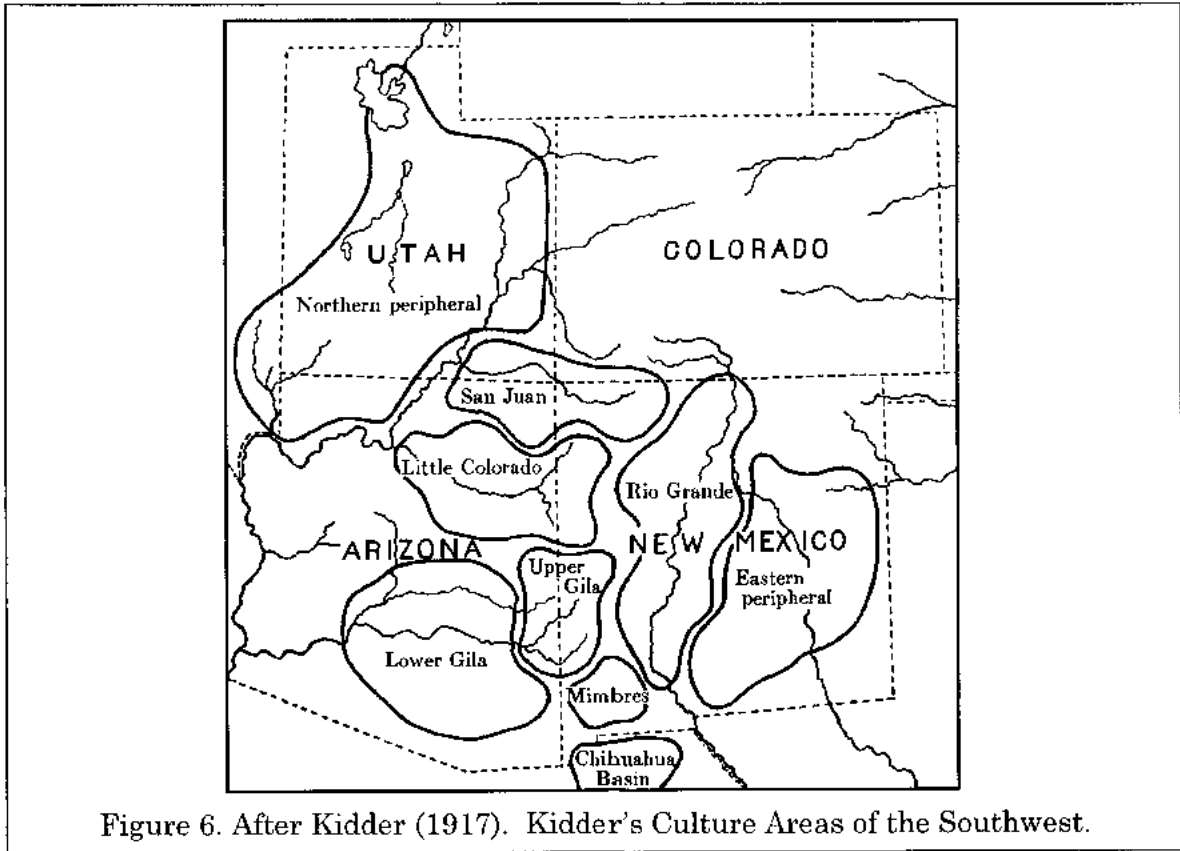 UTAH
COLORADO
Northern peripheral
San Juan
Little Colorado
Rio Grande
ARIZONA
NEW MEXICO
Upper
Gila
Eastern
peripheral
Lower Gila
Mimbres
Chihuahua
Basin
Figure 6. After Kidder (1917). Kidder's Culture Areas of the Southwest.